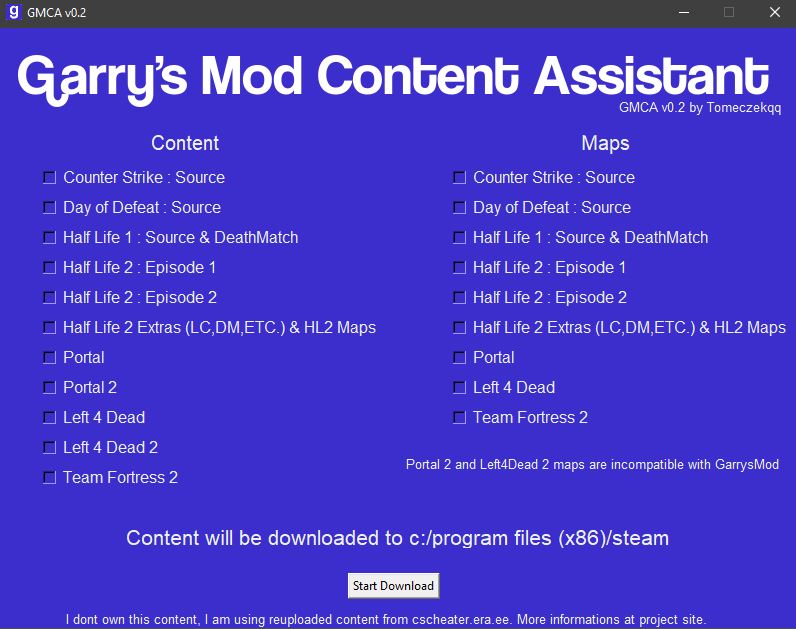 g GMCA v0.2
Garry's Mod Content Assistant
GMCA v0.2 by Tomeczekqq
Content
Counter Strike : Source
Day of Defeat : Source
Half Life 1 : Source & DeathMatch
Half Life 2 : Episode 1
Half Life 2 : Episode 2
Half Life 2 Extras (LC,DM,ETC.) & HL2 Maps
Portal
Portal 2
Left 4 Dead
Left 4 Dead 2
Team Fortress 2
Maps
Counter Strike : Source
Day of Defeat : Source
Half Life 1 : Source & DeathMatch
Half Life 2 : Episode 1
Half Life 2 : Episode 2
Half Life 2 Extras (LC,DM,ETC.) & HL2 Maps
Portal
Left 4 Dead
Team Fortress 2
Portal 2 and Left4Dead 2 maps are incompatible with GarrysMod
Content will be downloaded to c:/program files (x86)/steam
Start Download
I dont own this content, I am using reuploaded content from cscheater.era.ee. More informations at project site.